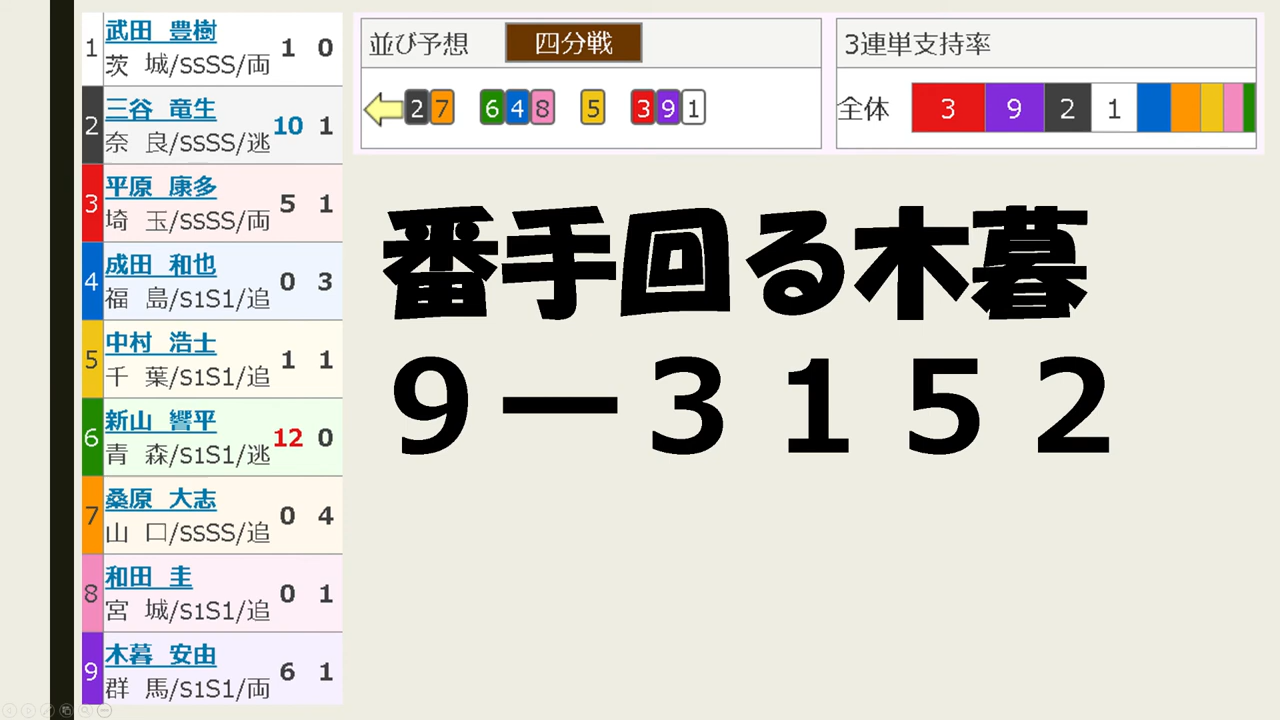 1 武田 豊樹 1 0
茨 城/SSSS/両
2 三谷 竜生 10 1
奈 良/SSSS/逃
3 平原 康多 5 1
埼 玉/SSSS/両
4 成田 和也 0 3
福 島/S1S1/追
5 中村 浩士 1 1
千 葉/S1S1/追
6 新山 響平 12 0
青 森/S1S1/逃
7 桑原 大志 0 4
山 口/SSSS/追
8 和田 圭 0 1
宮 城/S1S1/追
9 木暮 安由 6 1
群 馬/S1S1/両
並び予想 四分戦
2 7 6 4 8 5 3 9 1
3連単支持率
全体 3 9 2 1
番手回る木暮
9ー3152